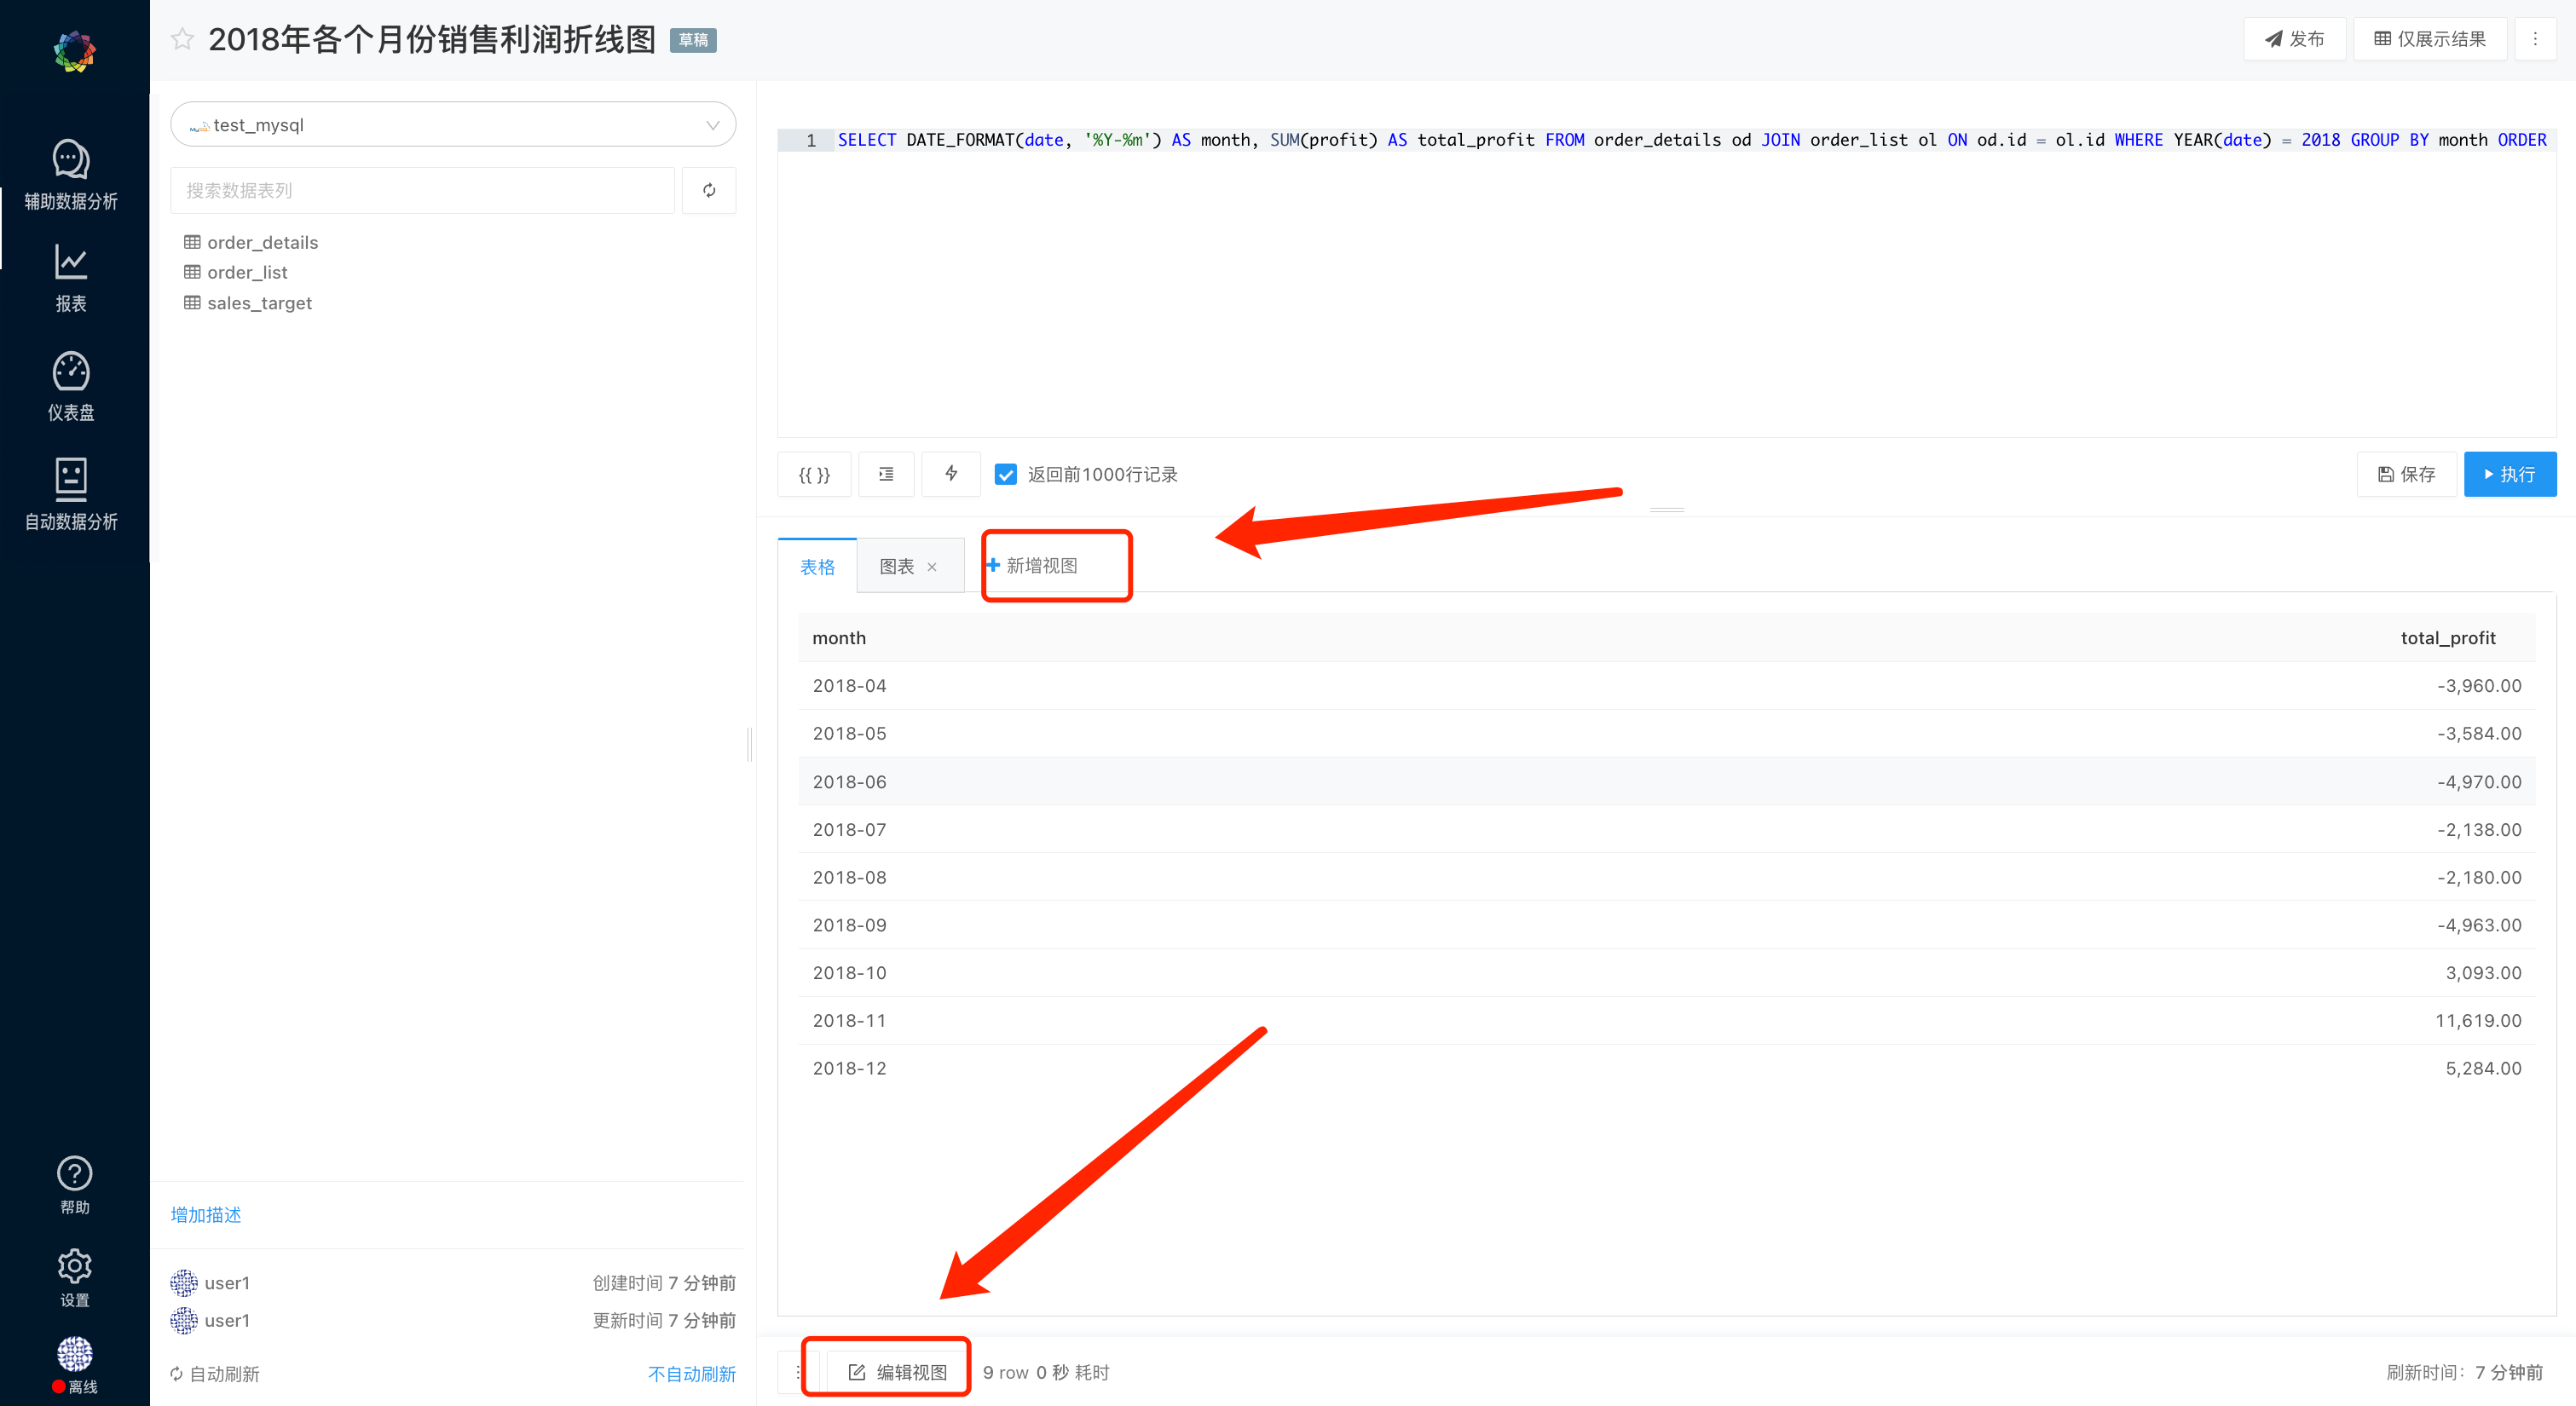 2018年各个月份销售利润折线图 草稿
发布
仅展示结果
辅助数据分析
报表
仪表盘
自动数据分析
帮助
设置
离线
test_mysql
搜索数据表列
order_details
order_list
sales_target
增加描述
user1 创建时间 7 分钟前
user1 更新时间 7 分钟前
自动刷新 不自动刷新
1 SELECT DATE_FORMAT(date, '%Y-%m') AS month, SUM(profit) AS total_profit FROM order_details od JOIN order_list ol ON od.id = ol.id WHERE YEAR(date) = 2018 GROUP BY month ORDER
{{ }} 返回前1000行记录 保存 执行
表格 图表 × 新增视图
month total_profit
2018-04 -3,960.00
2018-05 -3,584.00
2018-06 -4,970.00
2018-07 -2,138.00
2018-08 -2,180.00
2018-09 -4,963.00
2018-10 3,093.00
2018-11 11,619.00
2018-12 5,284.00
编辑视图 9 row 0 秒 耗时 刷新时间: 7 分钟前